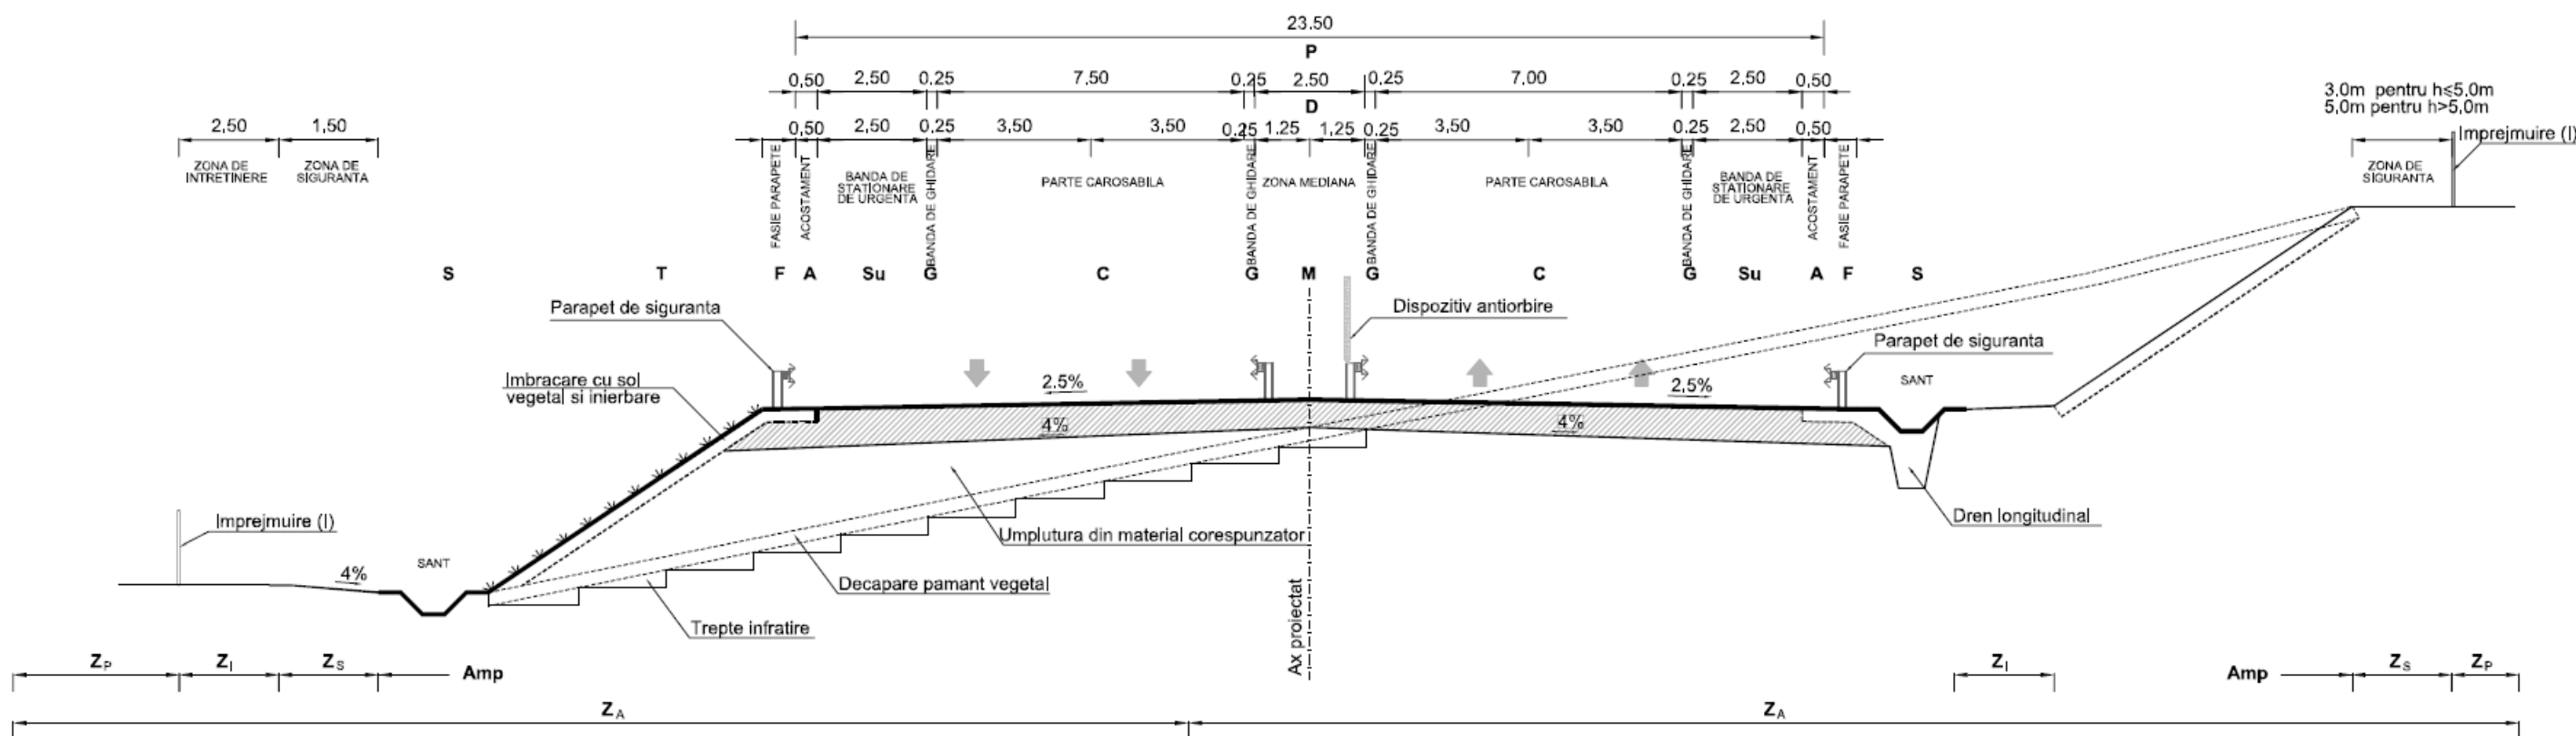 23.50
P
0,50 2,50 0.25 7,50 0.25 2.50 0.25 7,00 0.25 2,50 0,50
D
3,0m pentru h≤5,0m
5,0m pentru h>5,0m
2,50 1,50 0,50 2,50 0.25 3,50 3,50 0.25 1.25 1,25 0.25 3,50 3,50 0.25 2,50 0,50
Imprejmuire (I)
ZONA DE INTRETINERE
ZONA DE SIGURANTA
FASIE PARAPETE
ACOSTAMENT
BANDA DE STATIONARE DE URGENTA
BANDA DE GHIDARE
PARTE CAROSABILA
BANDA DE GHIDARE
ZONA MEDIANA
BANDA DE GHIDARE
PARTE CAROSABILA
BANDA DE GHIDARE
BANDA DE STATIONARE DE URGENTA
ACOSTAMENT
FASIE PARAPETE
ZONA DE SIGURANTA
S T F A Su G C G M G C G Su A F S
Parapet de siguranta
Dispozitiv antiorbire
Parapet de siguranta
Imbracare cu sol
vegetal si inierbare
2.5%
2,5%
SANT
4%
4%
Imprejmuire (I)
Dren longitudinal
Umplutura din material corespunzator
SANT
4%
Decapare pamant vegetal
Trepte infratire
Ax proiectat
ZP ZI ZS Amp ZI Amp ZS ZP
ZA ZA